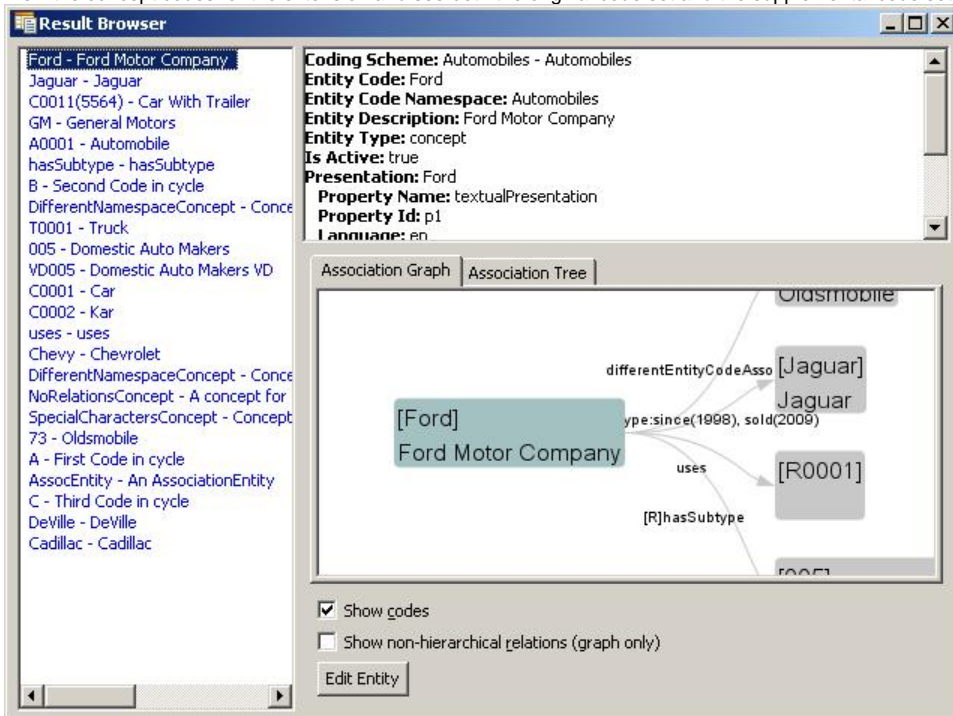 Result Browser
Ford - Ford Motor Company
Jaguar - Jaguar
C0011(5564) - Car With Trailer
GM - General Motors
A0001 - Automobile
hasSubtype - hasSubtype
B - Second Code in cycle
DifferentNamespaceConcept - Conce
T0001 - Truck
005 - Domestic Auto Makers
VD005 - Domestic Auto Makers VD
C0001 - Car
C0002 - Kar
uses - uses
Chevy - Chevrolet
DifferentNamespaceConcept - Conce
NoRelationsConcept - A concept for
SpecialCharactersConcept - Concept
73 - Oldsmobile
A - First Code in cycle
AssocEntity - An AssociationEntity
C - Third Code in cycle
DeVille - DeVille
Cadillac - Cadillac
Coding Scheme: Automobiles - Automobiles
Entity Code: Ford
Entity Code Namespace: Automobiles
Entity Description: Ford Motor Company
Entity Type: concept
Is Active: true
Presentation: Ford
Property Name: textualPresentation
Property Id: p1
Language: en
Association Graph
Association Tree
Oldsmobile
differentEntityCodeAsso
[Jaguar]
Jaguar
[Ford]
Ford Motor Company
ype:since(1998), sold(2009)
uses
[R0001]
[R]hasSubtype
[005]
Show codes
Show non-hierarchical relations (graph only)
Edit Entity